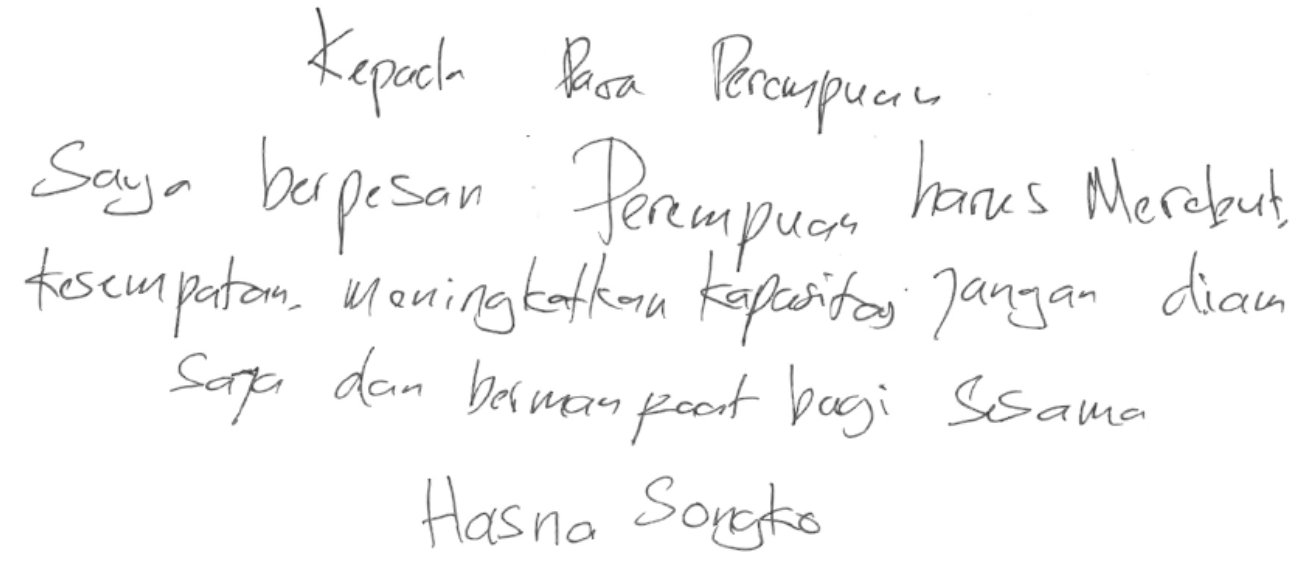 Kepada Para Perempuan
Saya berpesan Perempuan harus Merebut
kesempatan. meningkatkan kapasitas jangan diam
saja dan bermanpaat bagi sesama
Hasna Songko